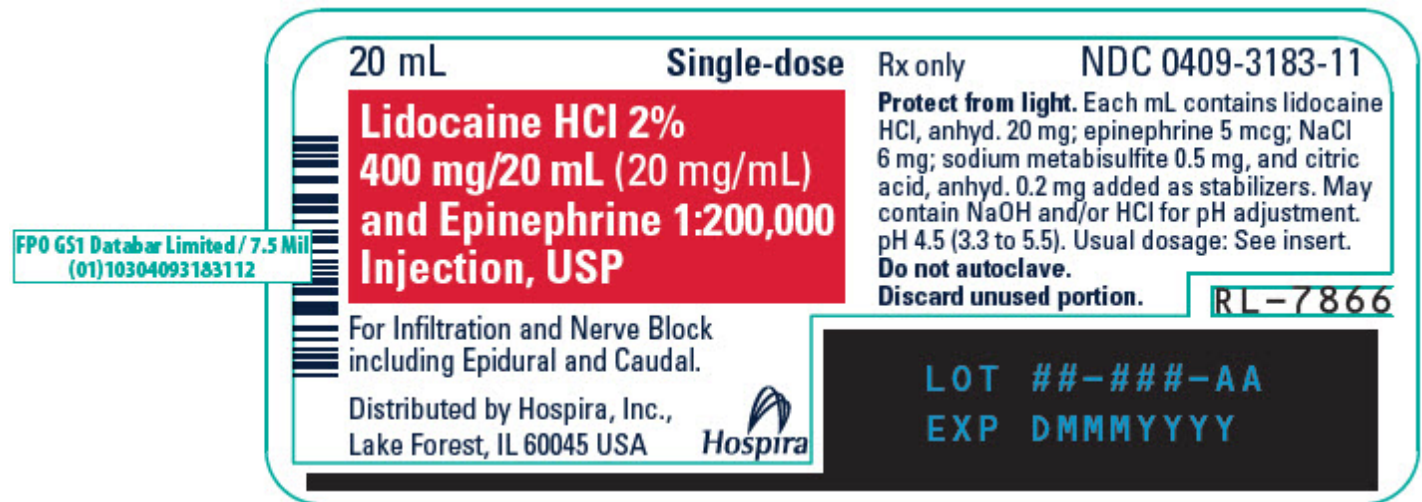 20 mL Single-dose
Lidocaine HCl 2%
400 mg/20 mL (20 mg/mL)
and Epinephrine 1:200,000
Injection, USP
For Infiltration and Nerve Block
including Epidural and Caudal.
Distributed by Hospira, Inc.,
Lake Forest, IL 60045 USA
Hospira
FPO GS1 Databar Limited / 7.5 Mil
(01)10304093183112
Rx only NDC 0409-3183-11
Protect from light. Each mL contains lidocaine
HCl, anhyd. 20 mg; epinephrine 5 mcg; NaCl
6 mg; sodium metabisulfite 0.5 mg, and citric
acid, anhyd. 0.2 mg added as stabilizers. May
contain NaOH and/or HCl for pH adjustment.
pH 4.5 (3.3 to 5.5). Usual dosage: See insert.
Do not autoclave.
Discard unused portion.
RL-7866
LOT ##-###-AA
EXP DMMMYYYY